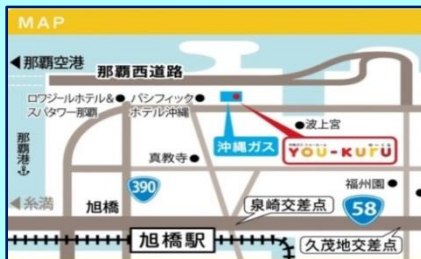 MAP
那覇空港
那覇西道路
ロワジールホテル&
スパタワー那覇
パシフィック
ホテル沖縄
波上宮
沖縄ガス
YOU-KURU
那覇港
真教寺
390
福州園
糸満
旭橋
泉崎交差点
58
旭橋駅
久茂地交差点